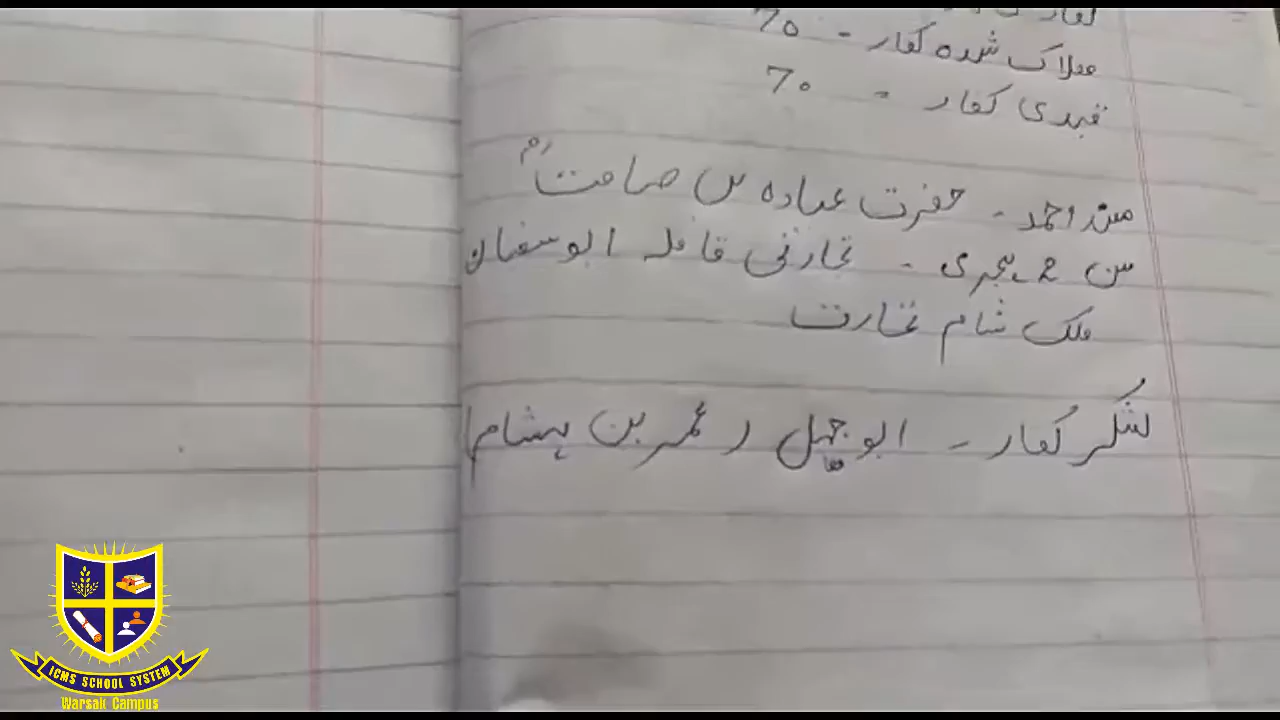 ھلاک شدہ کفار - 70
قیدی کفار - 70
مسند احمد - حضرت عبادہ بن صامتؓ
سن 2 ہجری - تجارتی قافلہ ابوسفیان
ملک شام تجارت
لشکر کفار - ابوجہل (عمر بن ہشام)
ICMS SCHOOL SYSTEM
Warsak Campus